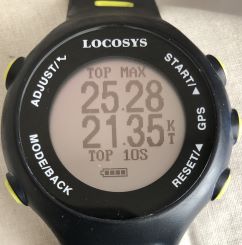 LOCOSYS
ADJUST/
START/
TOP MAX
25.28
21.35 KT
TOP 10S
GPS
MODE/BACK
RESET/